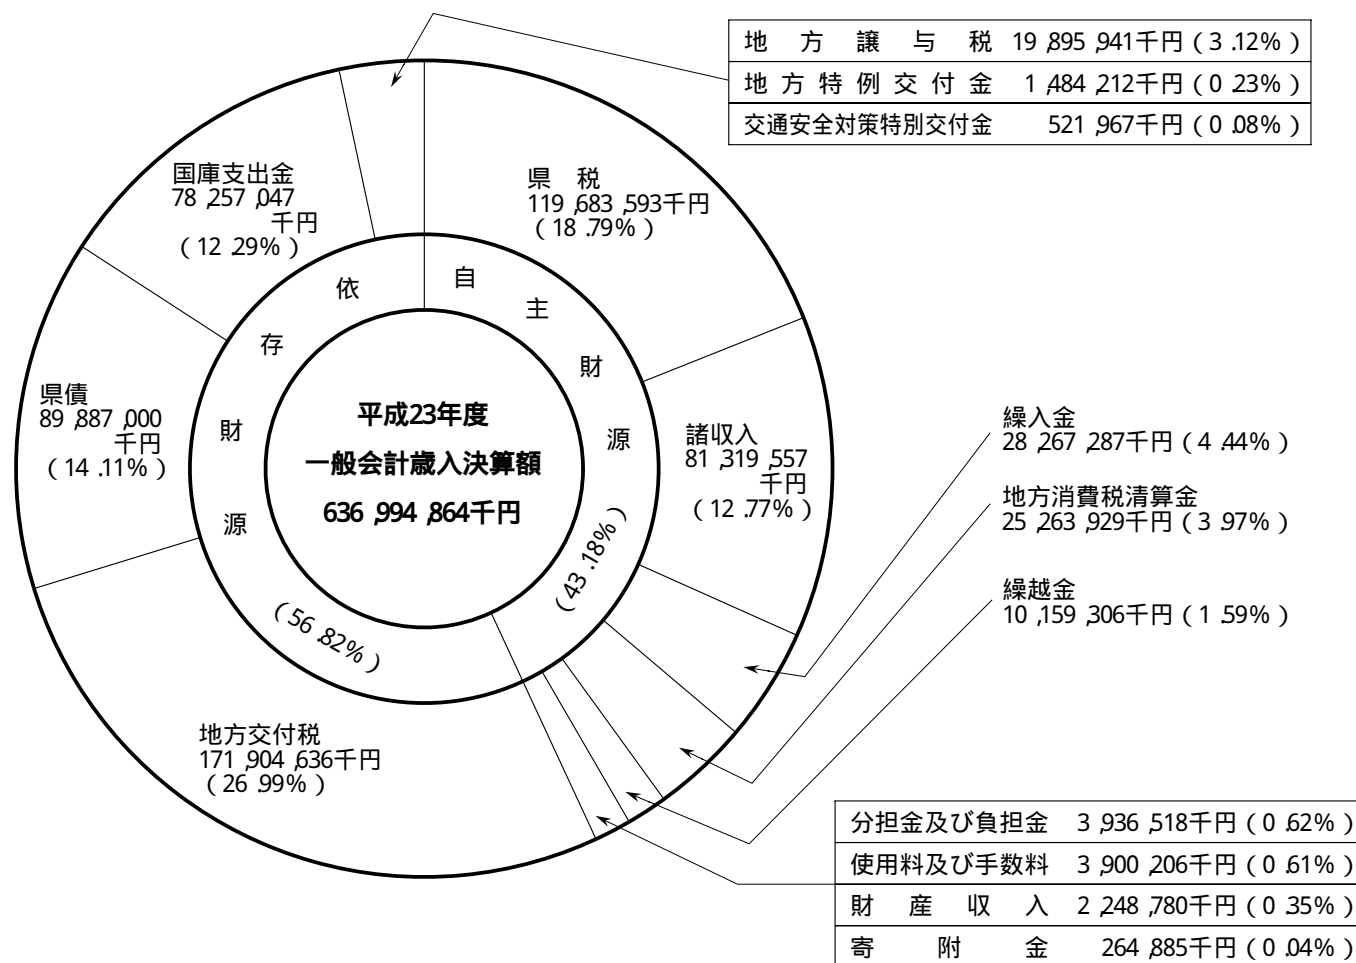 地方譲与税 19,895,941千円(3.12%)
地方特例交付金 1,484,212千円(0.23%)
交通安全対策特別交付金 521,967千円(0.08%)
国庫支出金
78,257,047
千円
(12.29%)
県 税
119,683,593千円
(18.79%)
依存財源
自主財源
県債
89,887,000
千円
(14.11%)
平成23年度
一般会計歳入決算額
636,994,864千円
諸収入
81,319,557
千円
(12.77%)
繰入金
28,267,287千円(4.44%)
地方消費税清算金
25,263,929千円(3.97%)
繰越金
10,159,306千円(1.59%)
(43.18%)
(56.82%)
地方交付税
171,904,636千円
(26.99%)
分担金及び負担金 3,936,518千円(0.62%)
使用料及び手数料 3,900,206千円(0.61%)
財産収入 2,248,780千円(0.35%)
寄附金 264,885千円(0.04%)